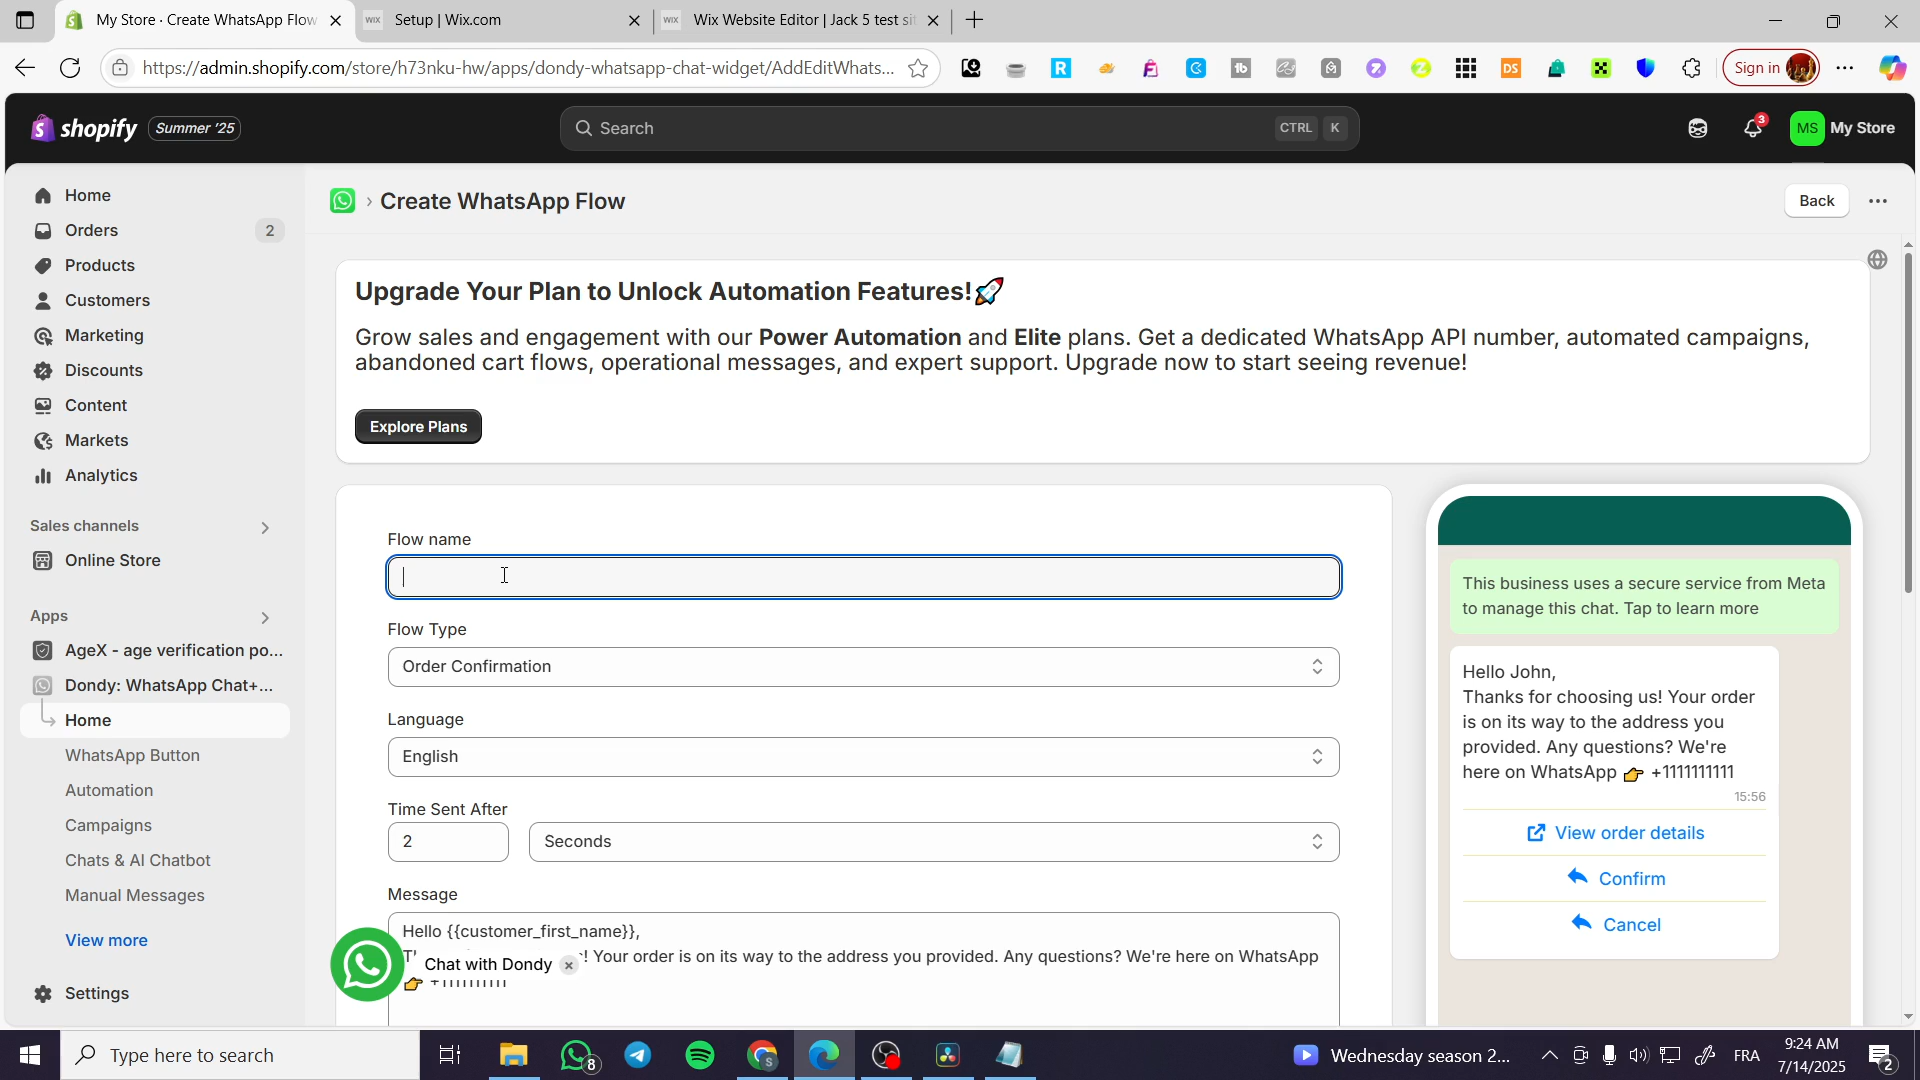 My Store · Create WhatsApp Flow
WIX Setup | Wix.com
WIX Wix Website Editor | Jack 5 test si
https://admin.shopify.com/store/h73nku-hw/apps/dondy-whatsapp-chat-widget/AddEditWhats...
Sign in
shopify Summer '25
Search CTRL K
3
MS My Store
Home
Orders 2
Products
Customers
Marketing
Discounts
Content
Markets
Analytics
Sales channels
Online Store
Apps
AgeX - age verification po...
Dondy: WhatsApp Chat+...
Home
WhatsApp Button
Automation
Campaigns
Chats & AI Chatbot
Manual Messages
View more
Settings
Create WhatsApp Flow
Back
Upgrade Your Plan to Unlock Automation Features!🚀
Grow sales and engagement with our Power Automation and Elite plans. Get a dedicated WhatsApp API number, automated campaigns,
abandoned cart flows, operational messages, and expert support. Upgrade now to start seeing revenue!
Explore Plans
Flow name
Flow Type
Order Confirmation
Language
English
Time Sent After
2 Seconds
Message
Hello {{customer_first_name}},
! Your order is on its way to the address you provided. Any questions? We're here on WhatsApp
Chat with Dondy
This business uses a secure service from Meta
to manage this chat. Tap to learn more
Hello John,
Thanks for choosing us! Your order
is on its way to the address you
provided. Any questions? We're
here on WhatsApp 👉 +1111111111
15:56
View order details
Confirm
Cancel
Type here to search
8
Wednesday season 2...
FRA
9:24 AM
7/14/2025
2